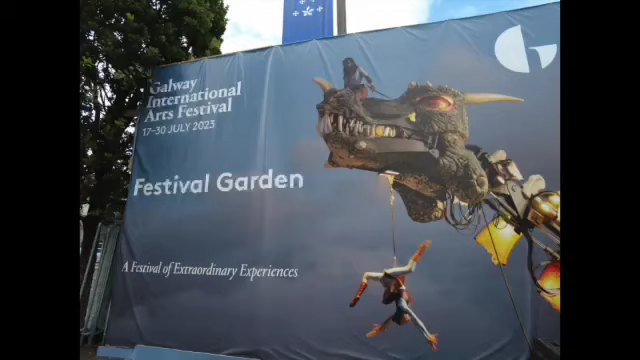 Galway
International
Arts Festival
17–30 JULY 2023
Festival Garden
A Festival of Extraordinary Experiences
G